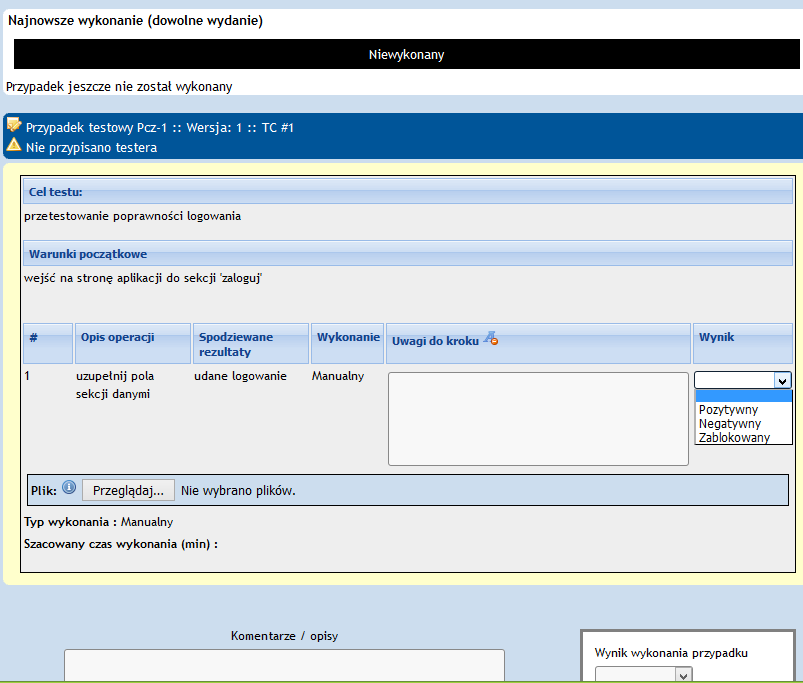 Najnowsze wykonanie (dowolne wydanie)
Niewykonany
Przypadek jeszcze nie został wykonany
Przypadek testowy Pcz-1 :: Wersja: 1 :: TC #1
Nie przypisano testera
Cel testu:
przetestowanie poprawności logowania
Warunki początkowe
wejść na stronę aplikacji do sekcji 'zaloguj'
# Opis operacji Spodziewane rezultaty Wykonanie Uwagi do kroku Wynik
1 uzupełnij pola sekcji danymi udane logowanie Manualny
Pozytywny
Negatywny
Zablokowany
Plik: Przeglądaj... Nie wybrano plików.
Typ wykonania : Manualny
Szacowany czas wykonania (min) :
Komentarze / opisy
Wynik wykonania przypadku